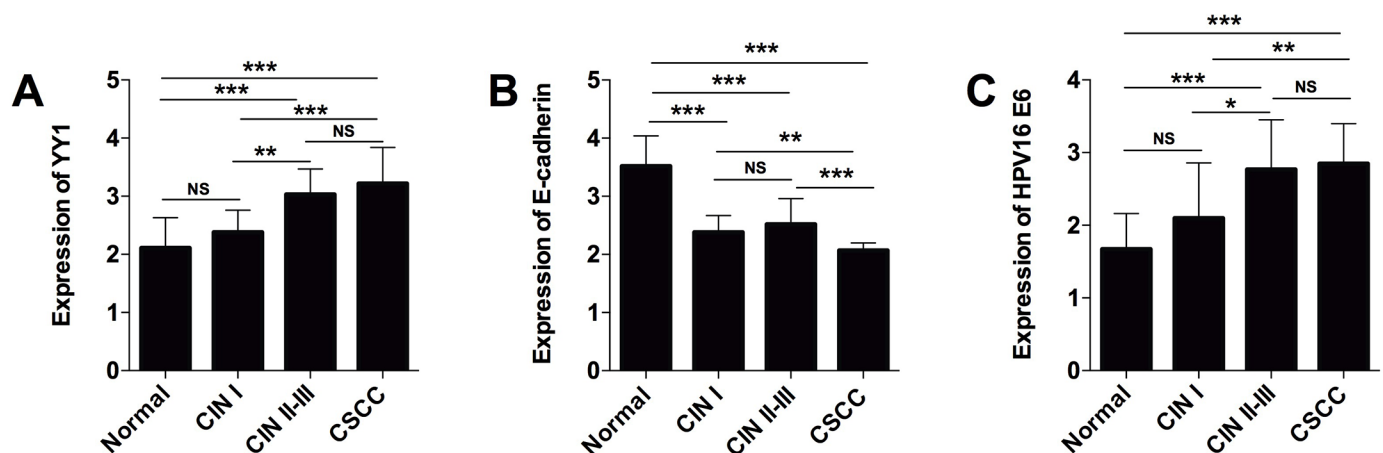 A
Expression of YY1
5
4
3
2
1
0
***
***
***
NS
**
NS
Normal
CIN I
CIN II-III
CSCC
B
Expression of E-cadherin
5
4
3
2
1
0
***
***
***
**
NS
***
Normal
CIN I
CIN II-III
CSCC
C
Expression of HPV16 E6
4
3
2
1
0
***
**
***
NS
*
NS
Normal
CIN I
CIN II-III
CSCC